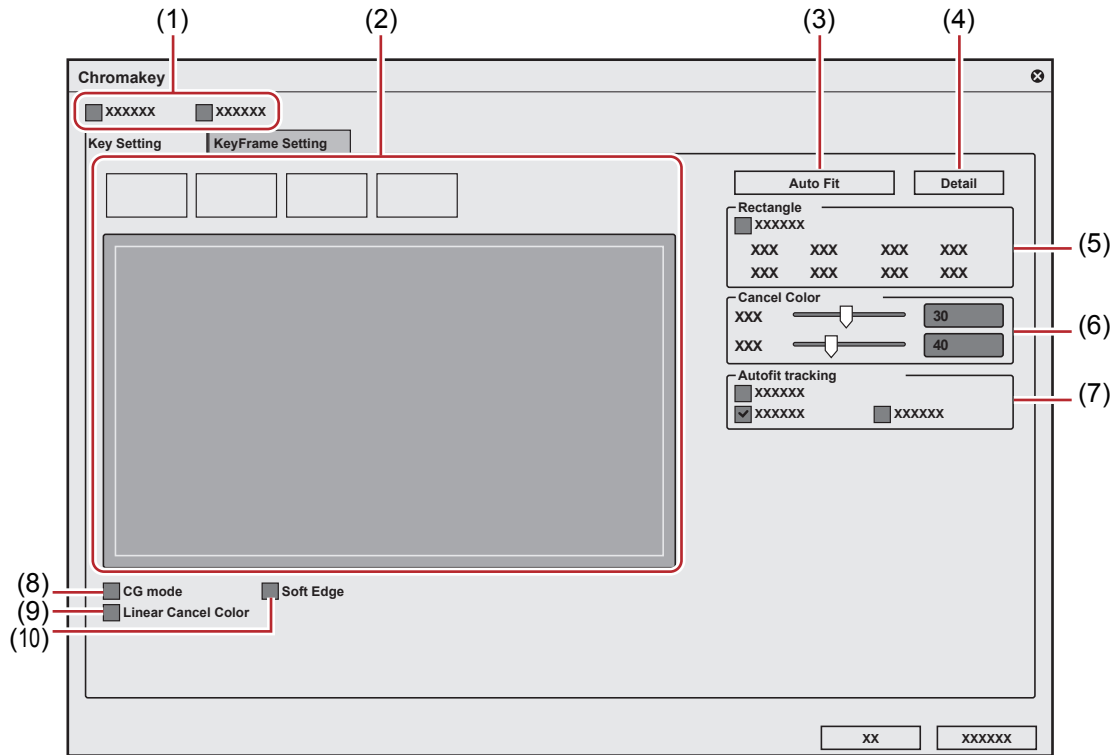 (1) (2) (3) (4)
Chromakey
xxxxxx xxxxxx
Key Setting KeyFrame Setting
Auto Fit Detail
Rectangle
xxxxxx
(5)
xxx xxx xxx xxx
xxx xxx xxx xxx
Cancel Color
xxx 30
(6)
xxx 40
Autofit tracking
xxxxxx
(7)
xxxxxx xxxxxx
(8) CG mode Soft Edge
(9) Linear Cancel Color
(10)
xx xxxxxx